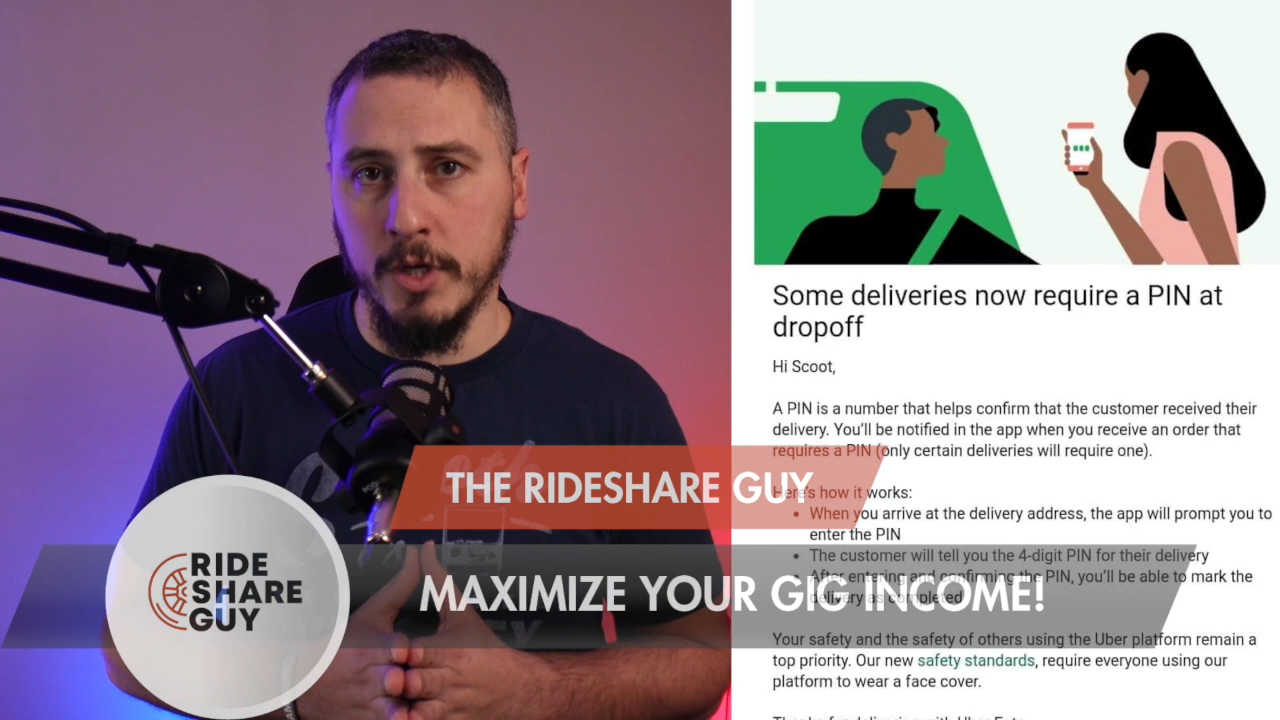 Some deliveries now require a PIN at
dropoff
Hi Scoot,
A PIN is a number that helps confirm that the customer received their
delivery. You'll be notified in the app when you receive an order that
requires a PIN (only certain deliveries will require one).
Here's how it works:
• When you arrive at the delivery address, the app will prompt you to
enter the PIN
• The customer will tell you the 4-digit PIN for their delivery
• After entering and confirming the PIN, you'll be able to mark the
delivery as completed
Your safety and the safety of others using the Uber platform remain a
top priority. Our new safety standards, require everyone using our
platform to wear a face cover.
THE RIDESHARE GUY
MAXIMIZE YOUR GIG INCOME!
RIDE
SHARE
GUY